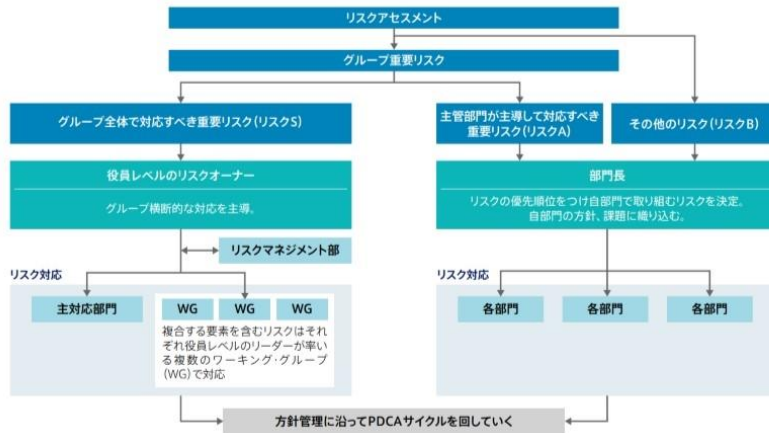 リスクアセスメント
グループ重要リスク
グループ全体で対応すべき重要リスク(リスクS)
主管部門が主導して対応すべき
重要リスク(リスクA)
その他のリスク(リスクB)
役員レベルのリスクオーナー
グループ横断的な対応を主導。
部門長
リスクの優先順位をつけ自部門で取り組むリスクを決定。
自部門の方針、課題に織り込む。
リスクマネジメント部
リスク対応
主対応部門
WG
WG
WG
複合する要素を含むリスクはそれ
ぞれ役員レベルのリーダーが率い
る複数のワーキング・グループ
(WG)で対応
リスク対応
各部門
各部門
各部門
方針管理に沿ってPDCAサイクルを回していく